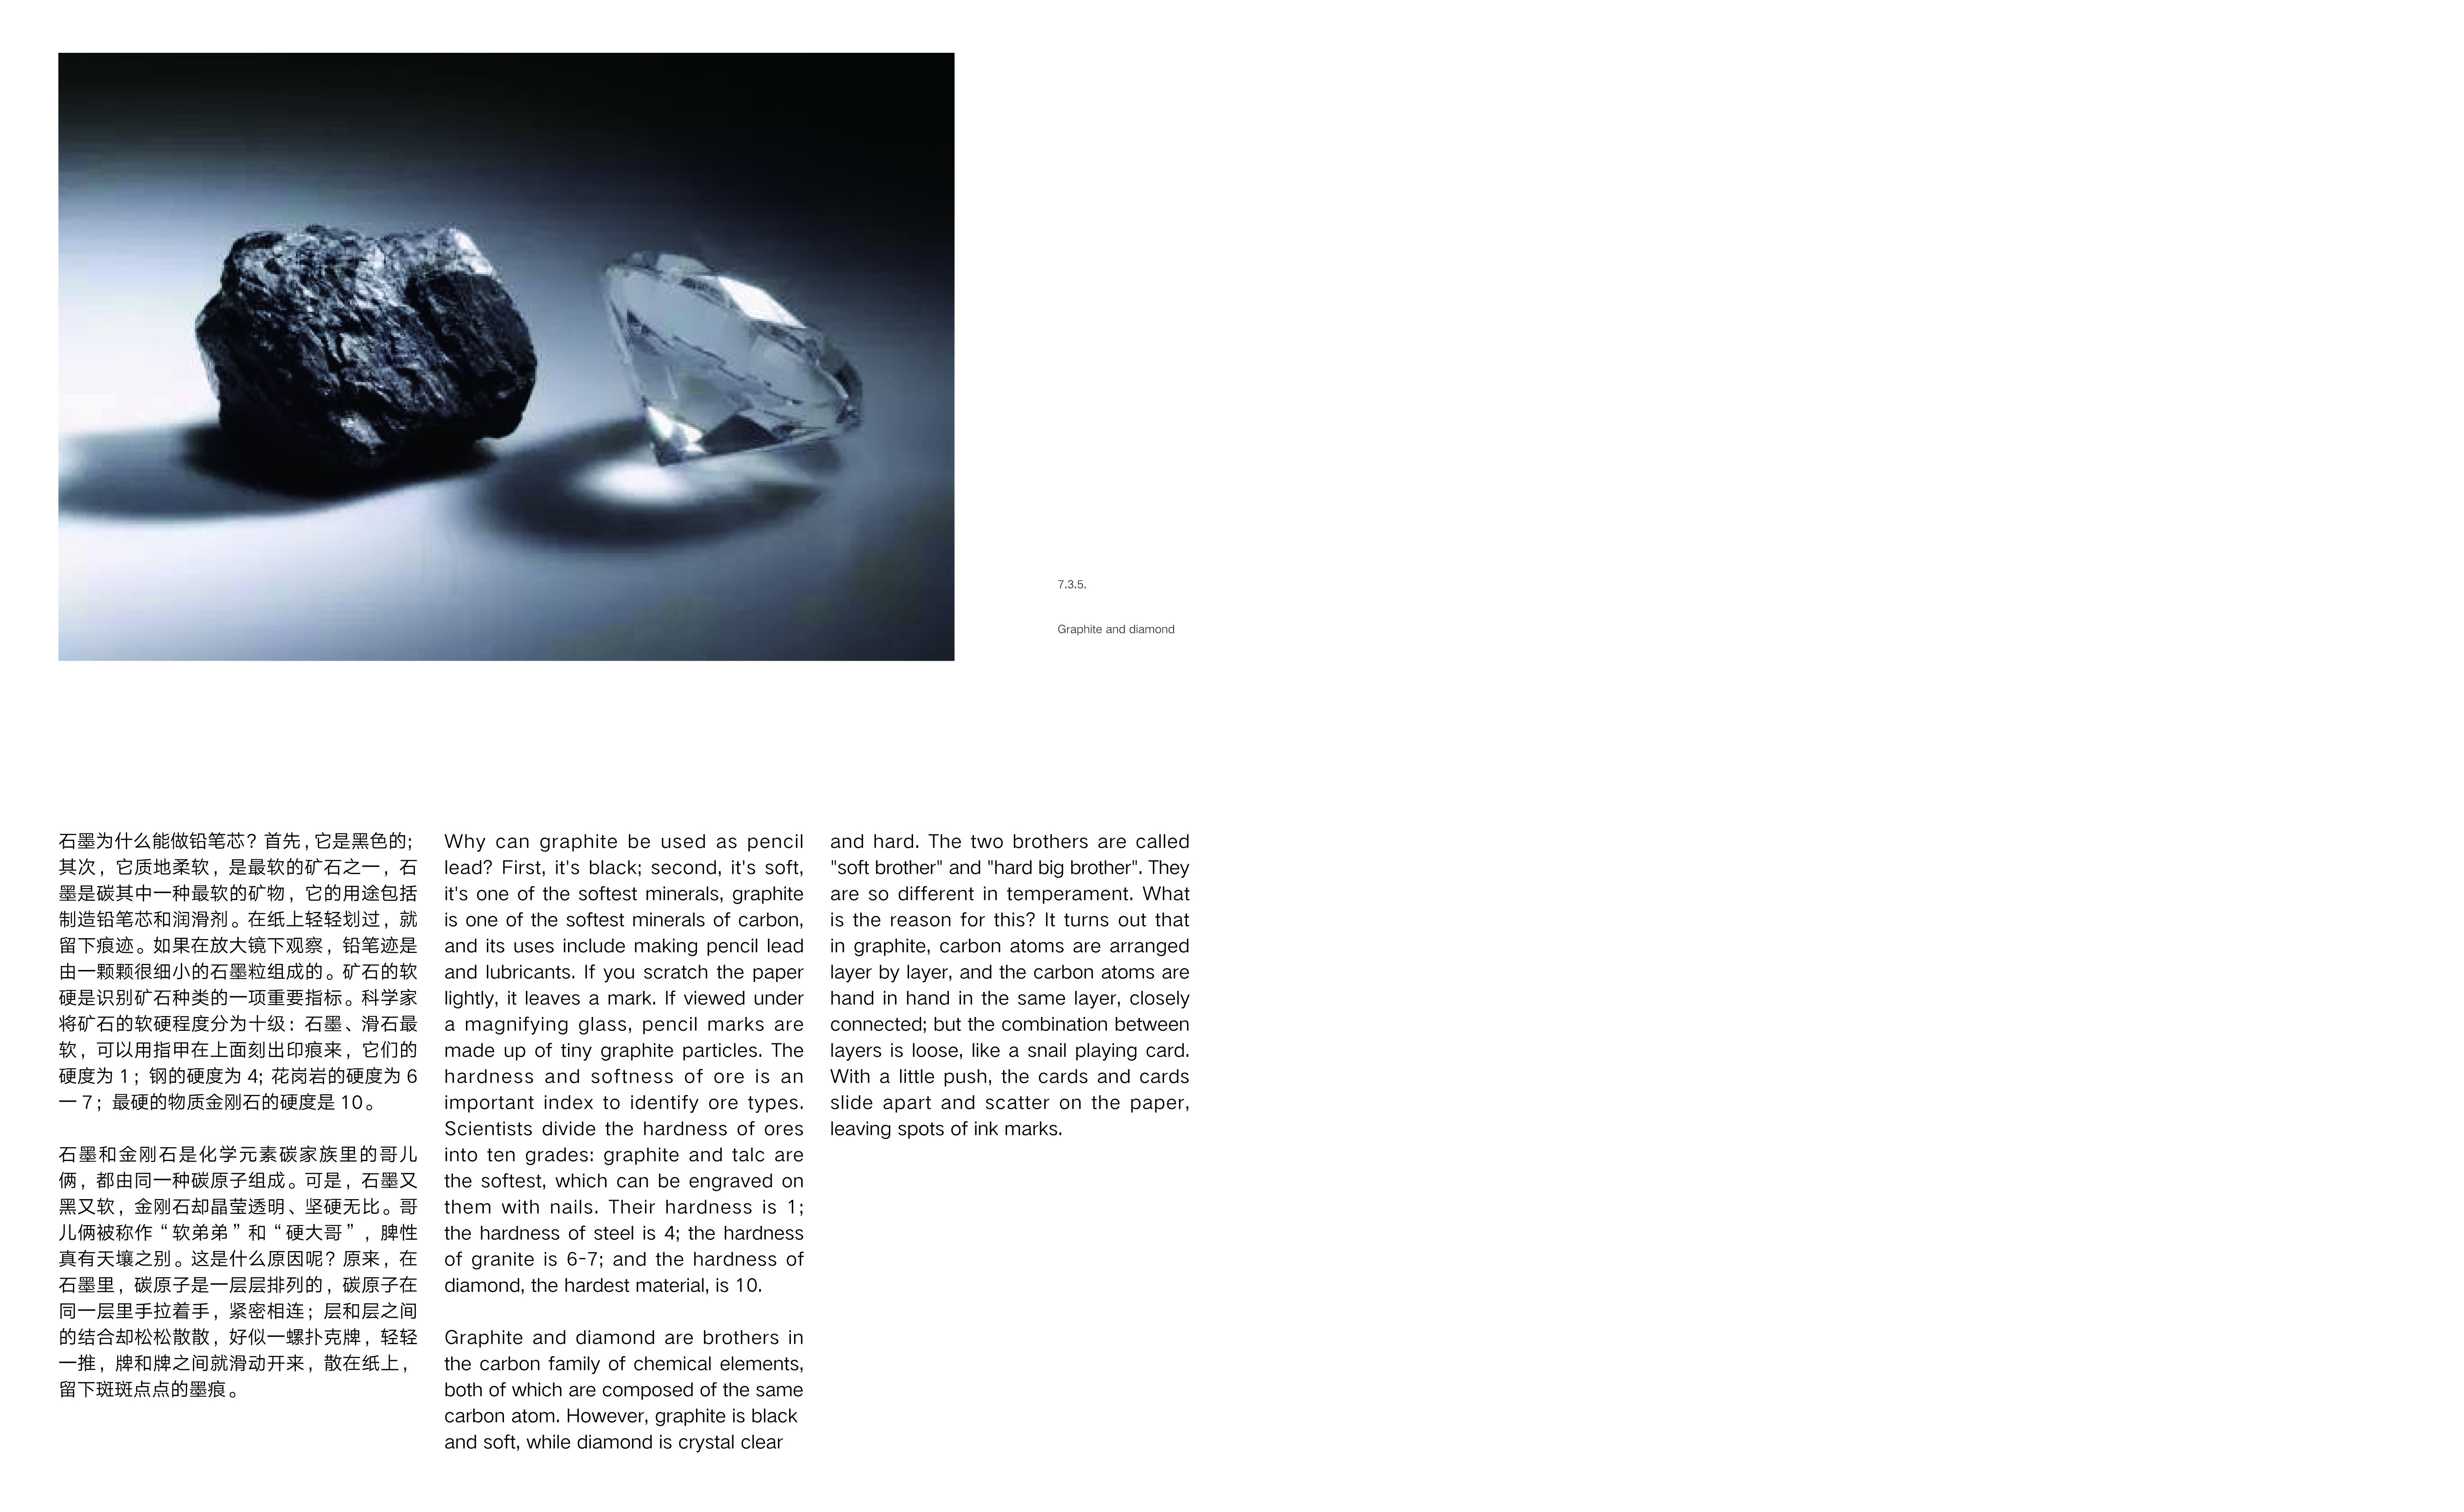 7.3.5.
Graphite and diamond
石墨为什么能做铅笔芯？首先，它是黑色的；
其次，它质地柔软，是最软的矿石之一，石
墨是碳其中一种最软的矿物，它的用途包括
制造铅笔芯和润滑剂。在纸上轻轻划过，就
留下痕迹。如果在放大镜下观察，铅笔迹是
由一颗颗很细小的石墨粒组成的。矿石的软
硬是识别矿石种类的一项重要指标。科学家
将矿石的软硬程度分为十级：石墨、滑石最
软，可以用指甲在上面刻出印痕来，它们的
硬度为 1；钢的硬度为 4；花岗岩的硬度为 6
一 7；最硬的物质金刚石的硬度是 10。
石墨和金刚石是化学元素碳家族里的哥儿
俩，都由同一种碳原子组成。可是，石墨又
黑又软，金刚石却晶莹透明、坚硬无比。哥
儿俩被称作“软弟弟”和“硬大哥”，脾性
真有天壤之别。这是什么原因呢？原来，在
石墨里，碳原子是一层层排列的，碳原子在
同一层里手拉着手，紧密相连；层和层之间
的结合却松松散散，好似一螺扑克牌，轻轻
一推，牌和牌之间就滑动开来，散在纸上，
留下斑斑点点的墨痕。
Why can graphite be used as pencil
lead? First, it's black; second, it's soft,
it's one of the softest minerals, graphite
is one of the softest minerals of carbon,
and its uses include making pencil lead
and lubricants. If you scratch the paper
lightly, it leaves a mark. If viewed under
a magnifying glass, pencil marks are
made up of tiny graphite particles. The
hardness and softness of ore is an
important index to identify ore types.
Scientists divide the hardness of ores
into ten grades: graphite and talc are
the softest, which can be engraved on
them with nails. Their hardness is 1;
the hardness of steel is 4; the hardness
of granite is 6-7; and the hardness of
diamond, the hardest material, is 10.
Graphite and diamond are brothers in
the carbon family of chemical elements,
both of which are composed of the same
carbon atom. However, graphite is black
and soft, while diamond is crystal clear
and hard. The two brothers are called
"soft brother" and "hard big brother". They
are so different in temperament. What
is the reason for this? It turns out that
in graphite, carbon atoms are arranged
layer by layer, and the carbon atoms are
hand in hand in the same layer, closely
connected; but the combination between
layers is loose, like a snail playing card.
With a little push, the cards and cards
slide apart and scatter on the paper,
leaving spots of ink marks.